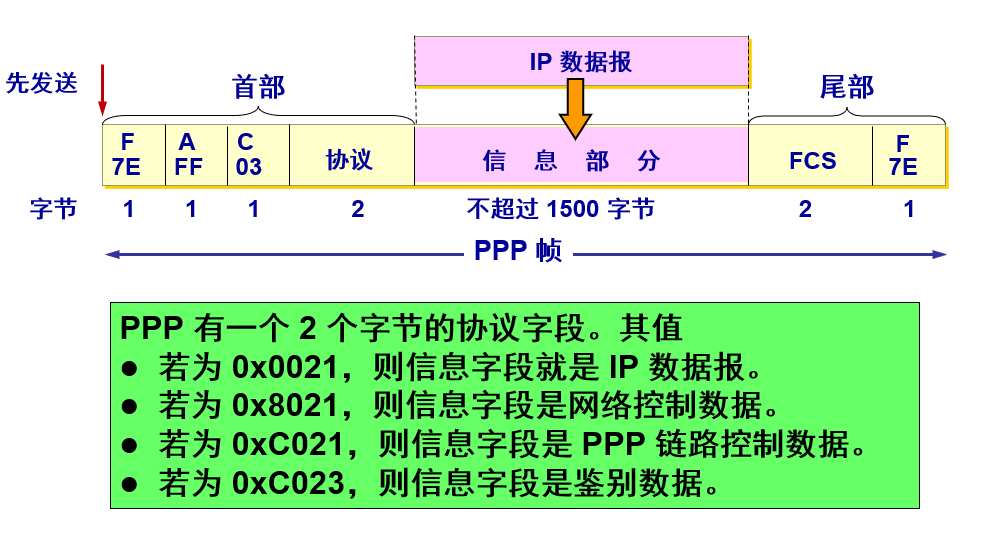 IP 数据报
先发送
首部
尾部
F
7E
A
FF
C
03
协议
信 息 部 分
FCS
F
7E
字节
1
1
1
2
不超过 1500 字节
2
1
PPP 帧
PPP 有一个 2 个字节的协议字段。其值
● 若为 0x0021，则信息字段就是 IP 数据报。
● 若为 0x8021，则信息字段是网络控制数据。
● 若为 0xC021，则信息字段是 PPP 链路控制数据。
● 若为 0xC023，则信息字段是鉴别数据。